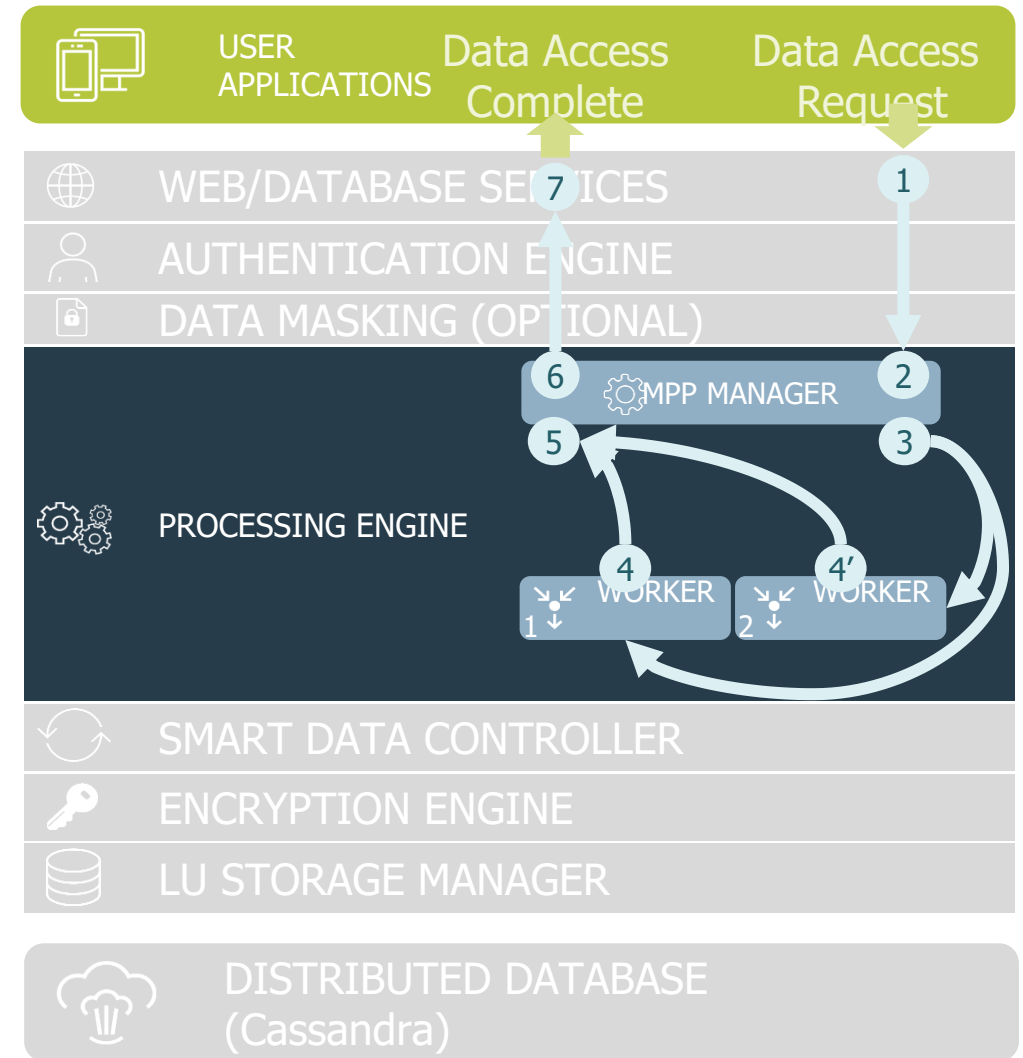 USER
APPLICATIONS
Data Access
Complete
Data Access
Request
WEB/DATABASE SERVICES
7
1
AUTHENTICATION ENGINE
DATA MASKING (OPTIONAL)
6
MPP MANAGER
2
5
3
PROCESSING ENGINE
4
4’
WORKER
1
WORKER
2
SMART DATA CONTROLLER
ENCRYPTION ENGINE
LU STORAGE MANAGER
DISTRIBUTED DATABASE
(Cassandra)